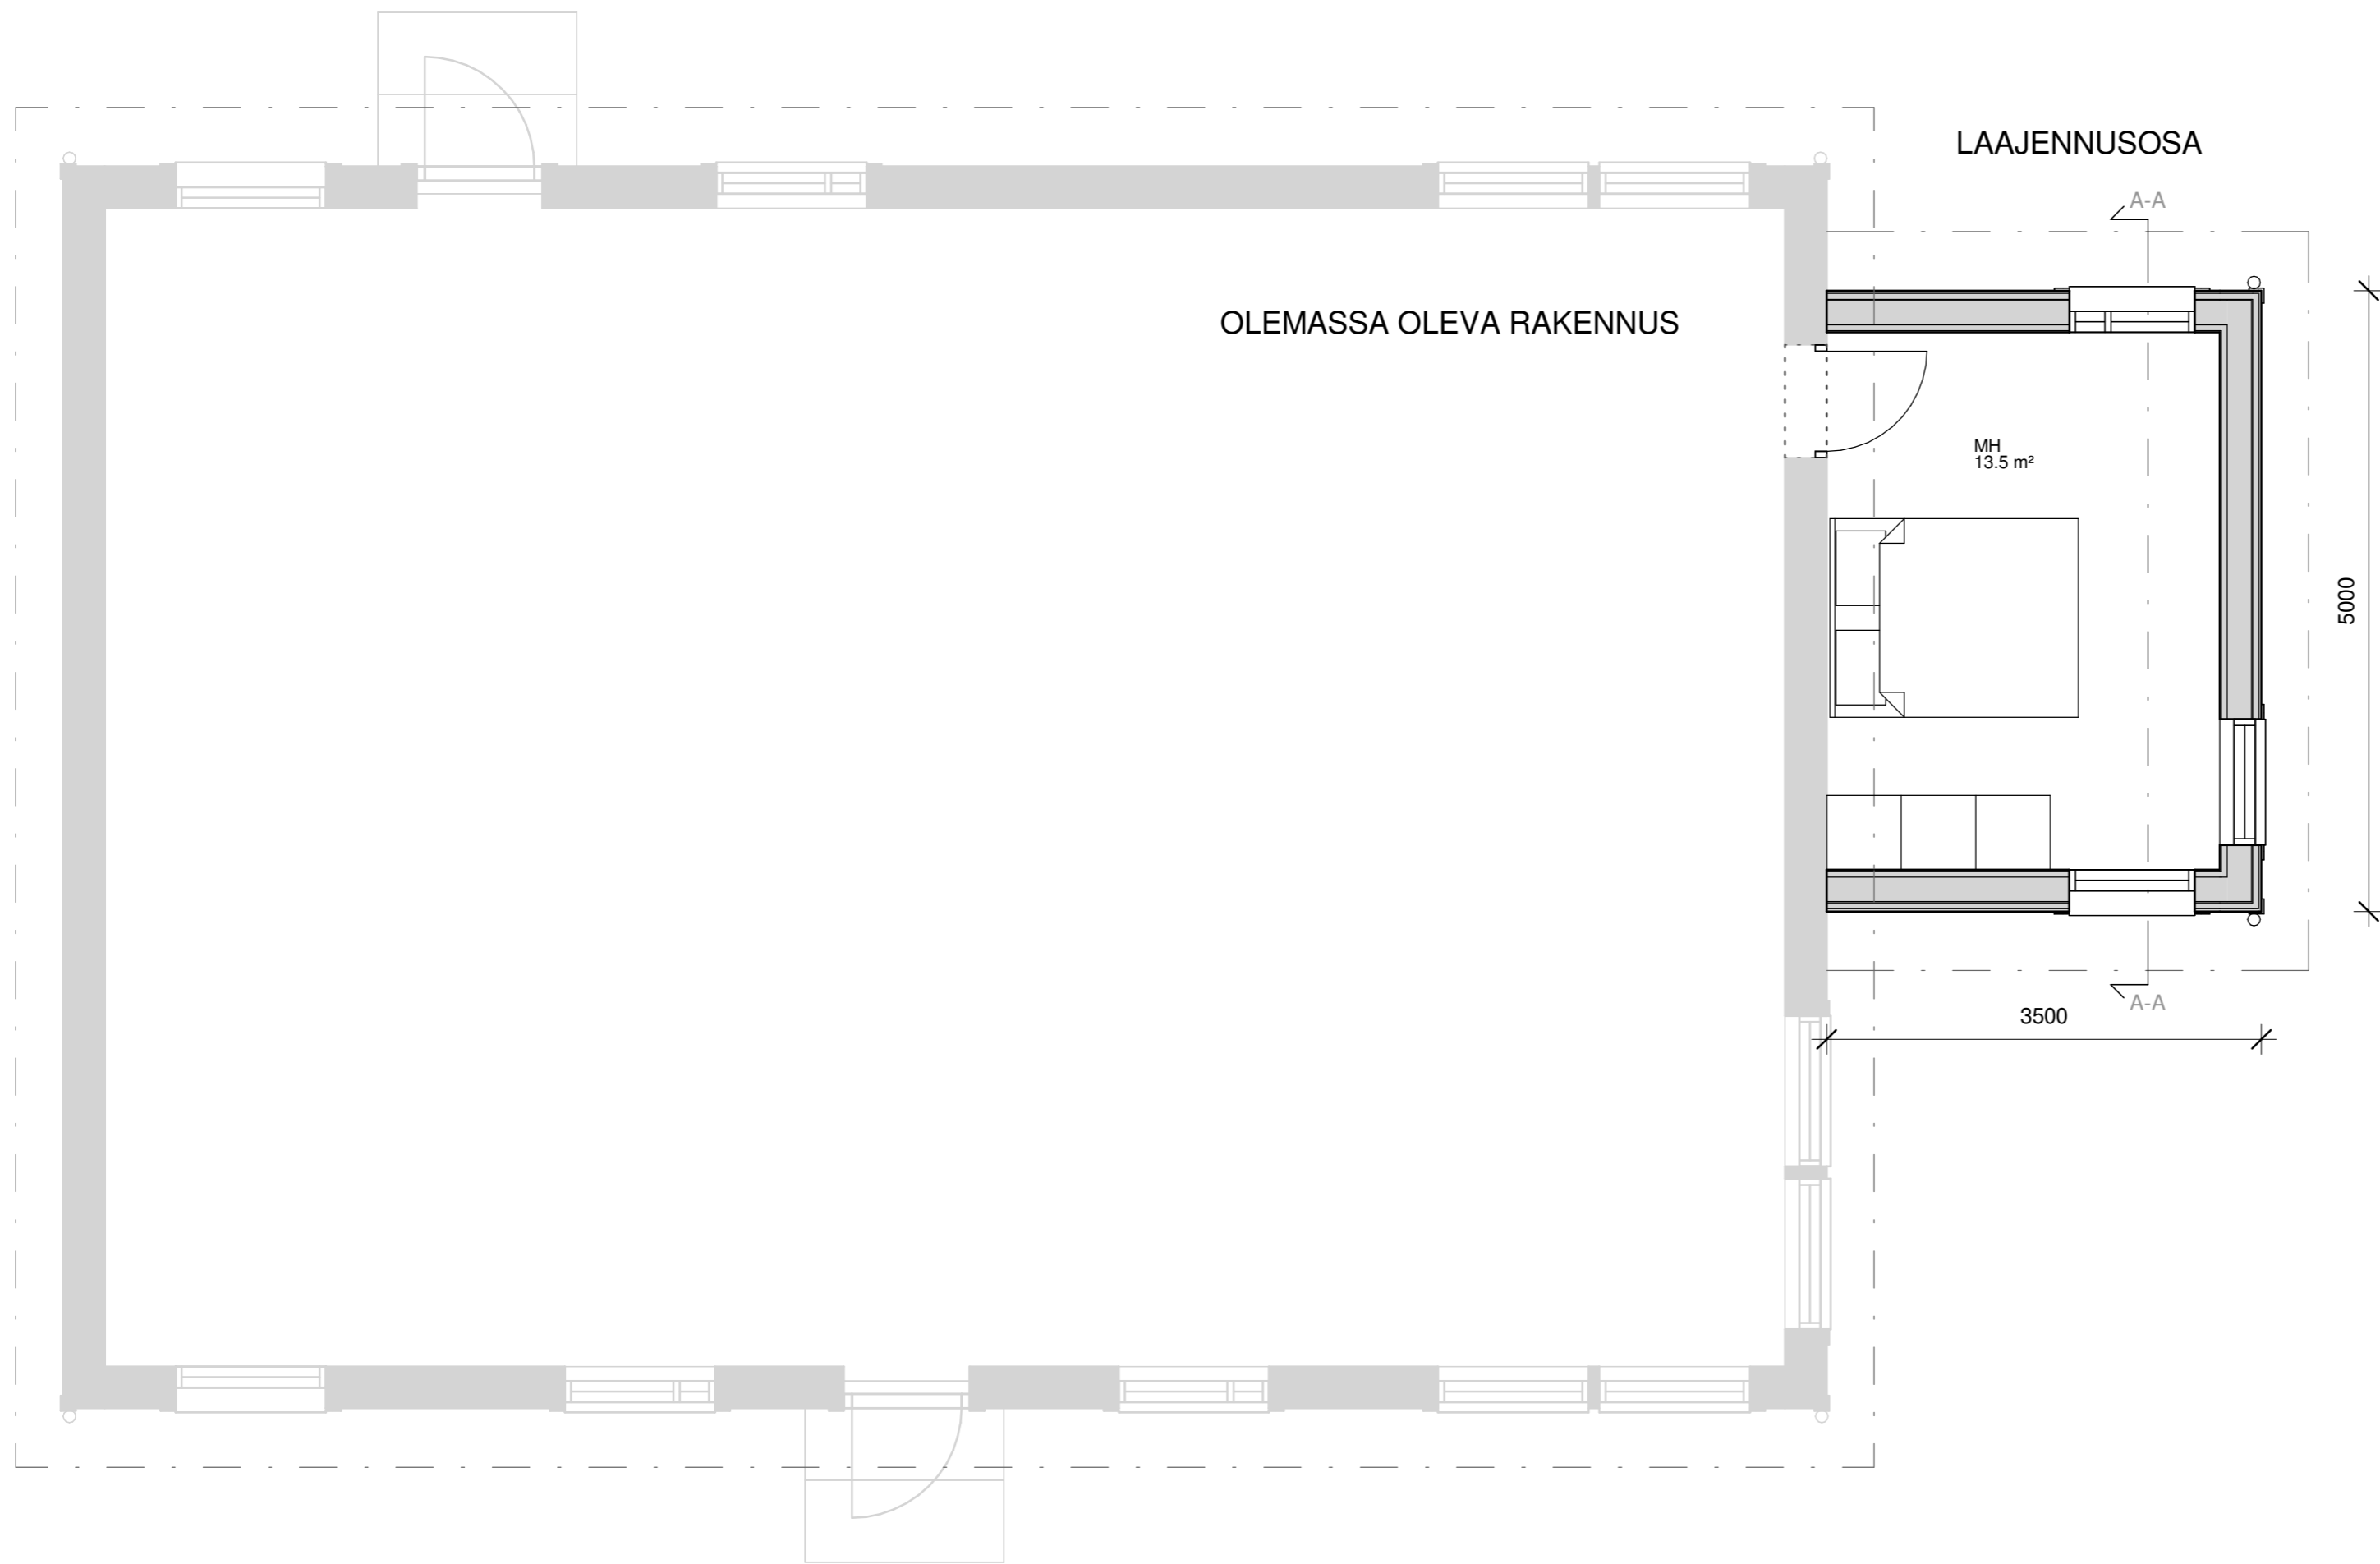 LAAJENNUSOSA
A-A
OLEMASSA OLEVA RAKENNUS
MH
13.5 m²
5000
A-A
3500